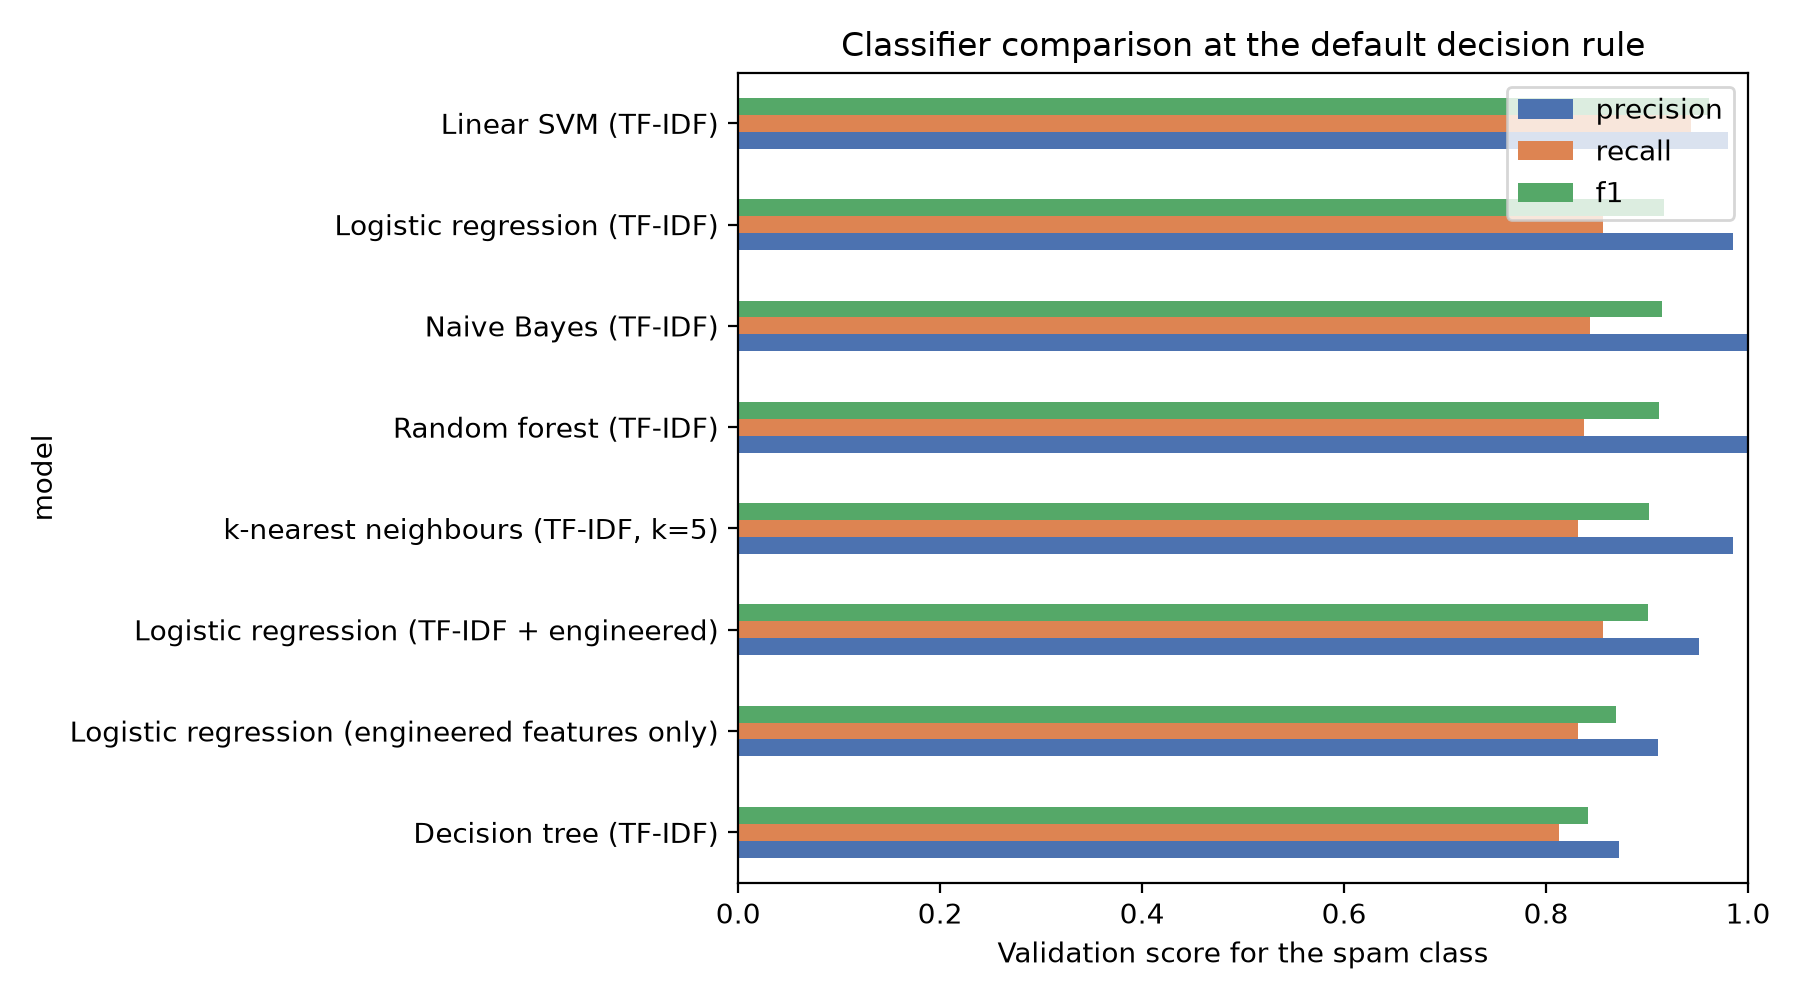 Classifier comparison at the default decision rule
precision
recall
f1
Linear SVM (TF-IDF)
Logistic regression (TF-IDF)
Naive Bayes (TF-IDF)
Random forest (TF-IDF)
k-nearest neighbours (TF-IDF, k=5)
Logistic regression (TF-IDF + engineered)
Logistic regression (engineered features only)
Decision tree (TF-IDF)
model
0.0 0.2 0.4 0.6 0.8 1.0
Validation score for the spam class